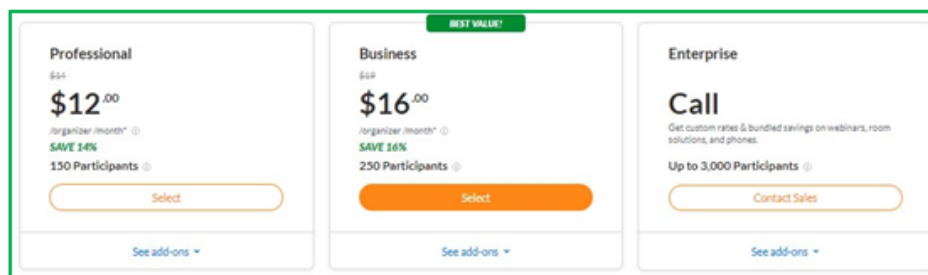 BEST VALUE!
Professional
$14
$12.00
/organizer /month*
SAVE 14%
150 Participants
Select
See add-ons
Business
$19
$16.00
/organizer /month*
SAVE 16%
250 Participants
Select
See add-ons
Enterprise
Call
Get custom rates & bundled savings on webinars, room
solutions, and phones.
Up to 3,000 Participants
Contact Sales
See add-ons